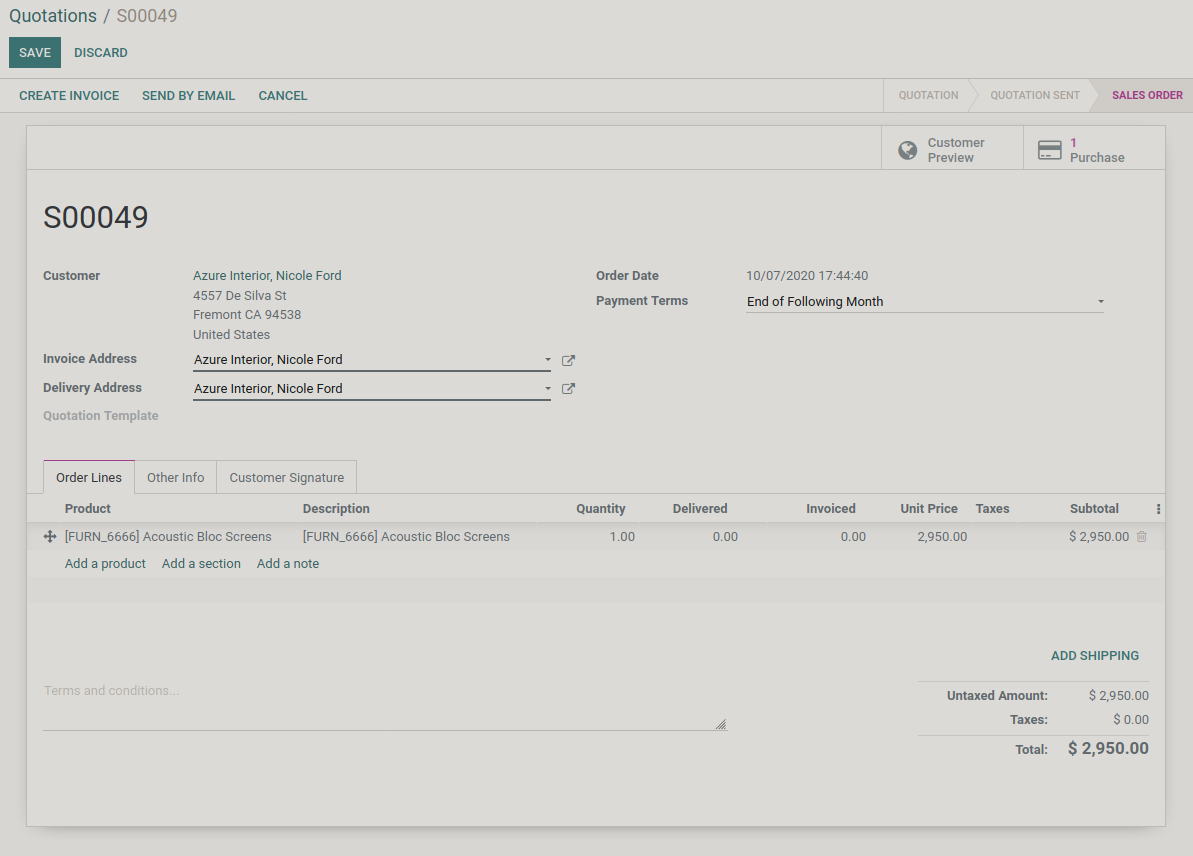 Quotations / S00049
SAVE DISCARD
CREATE INVOICE SEND BY EMAIL CANCEL QUOTATION QUOTATION SENT SALES ORDER
Customer Preview
1 Purchase
S00049
Customer Azure Interior, Nicole Ford
4557 De Silva St
Fremont CA 94538
United States
Invoice Address Azure Interior, Nicole Ford
Delivery Address Azure Interior, Nicole Ford
Quotation Template
Order Date 10/07/2020 17:44:40
Payment Terms End of Following Month
Order Lines Other Info Customer Signature
Product Description Quantity Delivered Invoiced Unit Price Taxes Subtotal
[FURN_6666] Acoustic Bloc Screens [FURN_6666] Acoustic Bloc Screens 1.00 0.00 0.00 2,950.00 $ 2,950.00
Add a product Add a section Add a note
ADD SHIPPING
Terms and conditions...
Untaxed Amount: $ 2,950.00
Taxes: $ 0.00
Total: $ 2,950.00